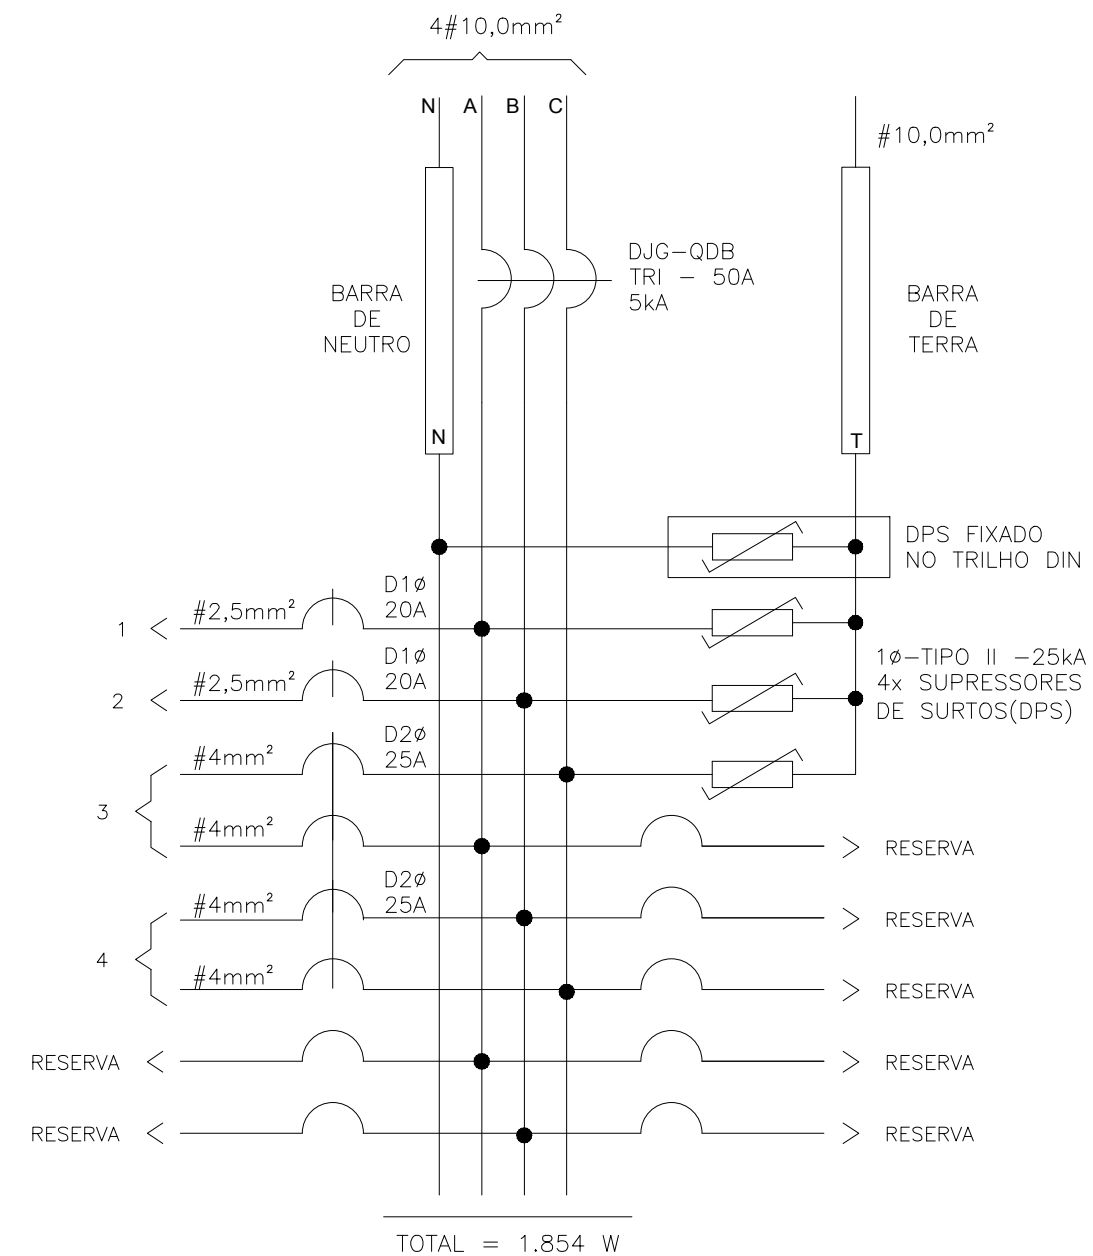 4#10,0mm²
N A B C
#10,0mm²
DJG-QDB
TRI - 50A
5kA
BARRA
DE
NEUTRO
BARRA
DE
TERRA
N
T
DPS FIXADO
NO TRILHO DIN
1 #2,5mm² D1ø
20A
2 #2,5mm² D1ø
20A
1ø-TIPO II -25kA
4x SUPRESSORES
DE SURTOS(DPS)
#4mm² D2ø
25A
3
#4mm²
RESERVA
#4mm² D2ø
25A
RESERVA
4
#4mm²
RESERVA
RESERVA
RESERVA
RESERVA
RESERVA
TOTAL = 1.854 W